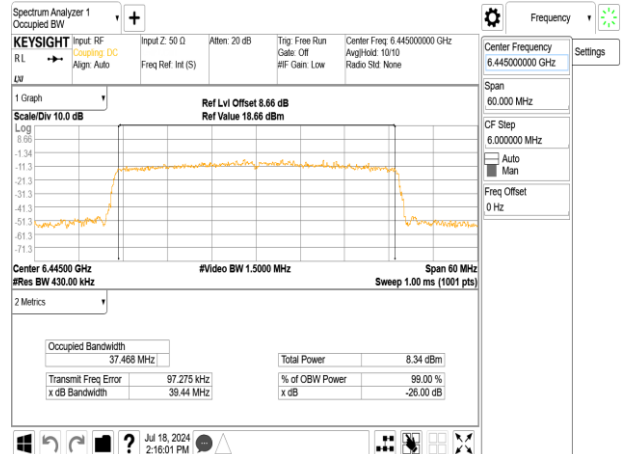 Spectrum Analyzer 1
Occupied BW
Frequency
KEYSIGHT
Input: RF
Input Z: 50 Ω
Atten: 20 dB
Trig: Free Run
Center Freq: 6.445000000 GHz
Coupling: DC
Gate: Off
Avg|Hold: 10/10
R L
Align: Auto
Freq Ref: Int (S)
#IF Gain: Low
Radio Std: None
LXI
Center Frequency
6.445000000 GHz
Settings
Span
60.000 MHz
CF Step
6.000000 MHz
Auto
Man
Freq Offset
0 Hz
1 Graph
Ref Lvl Offset 8.66 dB
Scale/Div 10.0 dB
Ref Value 18.66 dBm
Log
8.66
-1.34
-11.3
-21.3
-31.3
-41.3
-51.3
-61.3
-71.3
Center 6.44500 GHz
#Video BW 1.5000 MHz
Span 60 MHz
#Res BW 430.00 kHz
Sweep 1.00 ms (1001 pts)
2 Metrics
Occupied Bandwidth
37.468 MHz
Total Power
8.34 dBm
Transmit Freq Error
97.275 kHz
% of OBW Power
99.00 %
x dB Bandwidth
39.44 MHz
x dB
-26.00 dB
?
Jul 18, 2024
2:16:01 PM